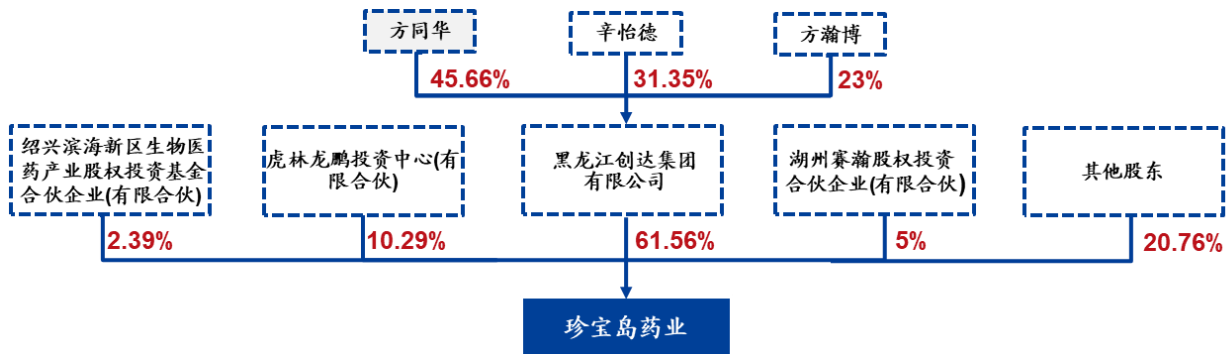 方同华
辛怡德
方瀚博
45.66%
31.35%
23%
绍兴滨海新区生物医
药产业股权投资基金
合伙企业(有限合伙)
虎林龙鹏投资中心(有
限合伙)
黑龙江创达集团
有限公司
湖州赛瀚股权投资
合伙企业(有限合伙)
其他股东
2.39%
10.29%
61.56%
5%
20.76%
珍宝岛药业